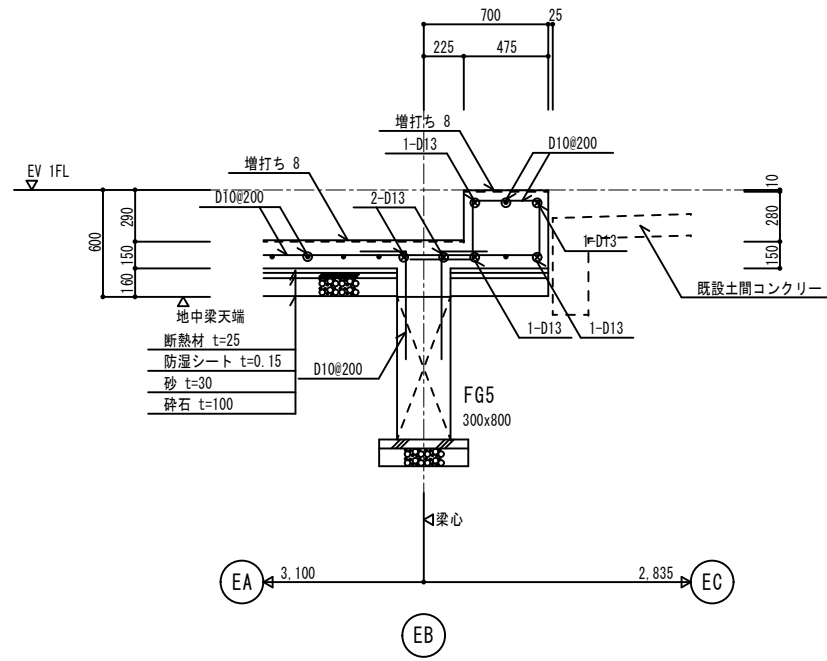 700
25
225
475
増打ち 8
1-D13
D10@200
EV 1FL
増打ち 8
D10@200
2-D13
10
290
280
600
150
150
160
1-D13
既設土間コンクリー
地中梁天端
1-D13
1-D13
断熱材 t=25
防湿シート t=0.15
砂 t=30
砕石 t=100
D10@200
FG5
300x800
梁心
EA
3,100
2,835
EC
EB